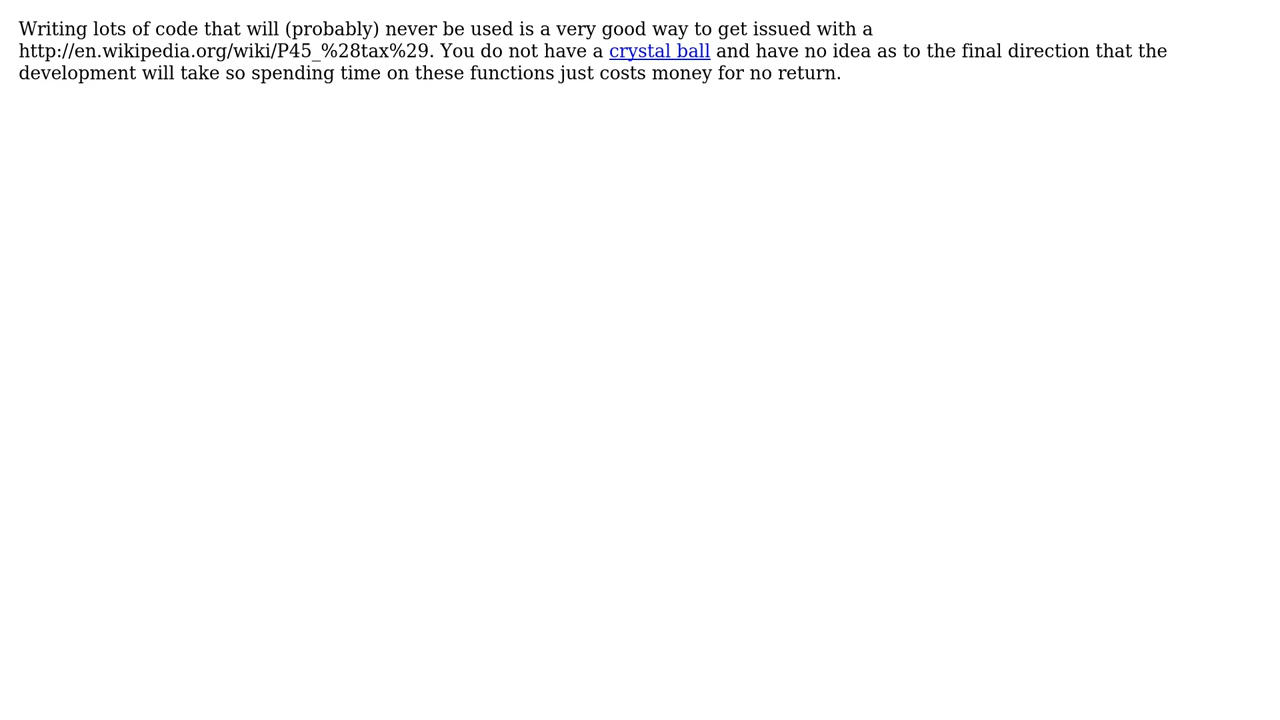 Writing lots of code that will (probably) never be used is a very good way to get issued with a
http://en.wikipedia.org/wiki/P45_%28tax%29. You do not have a crystal ball and have no idea as to the final direction that the
development will take so spending time on these functions just costs money for no return.